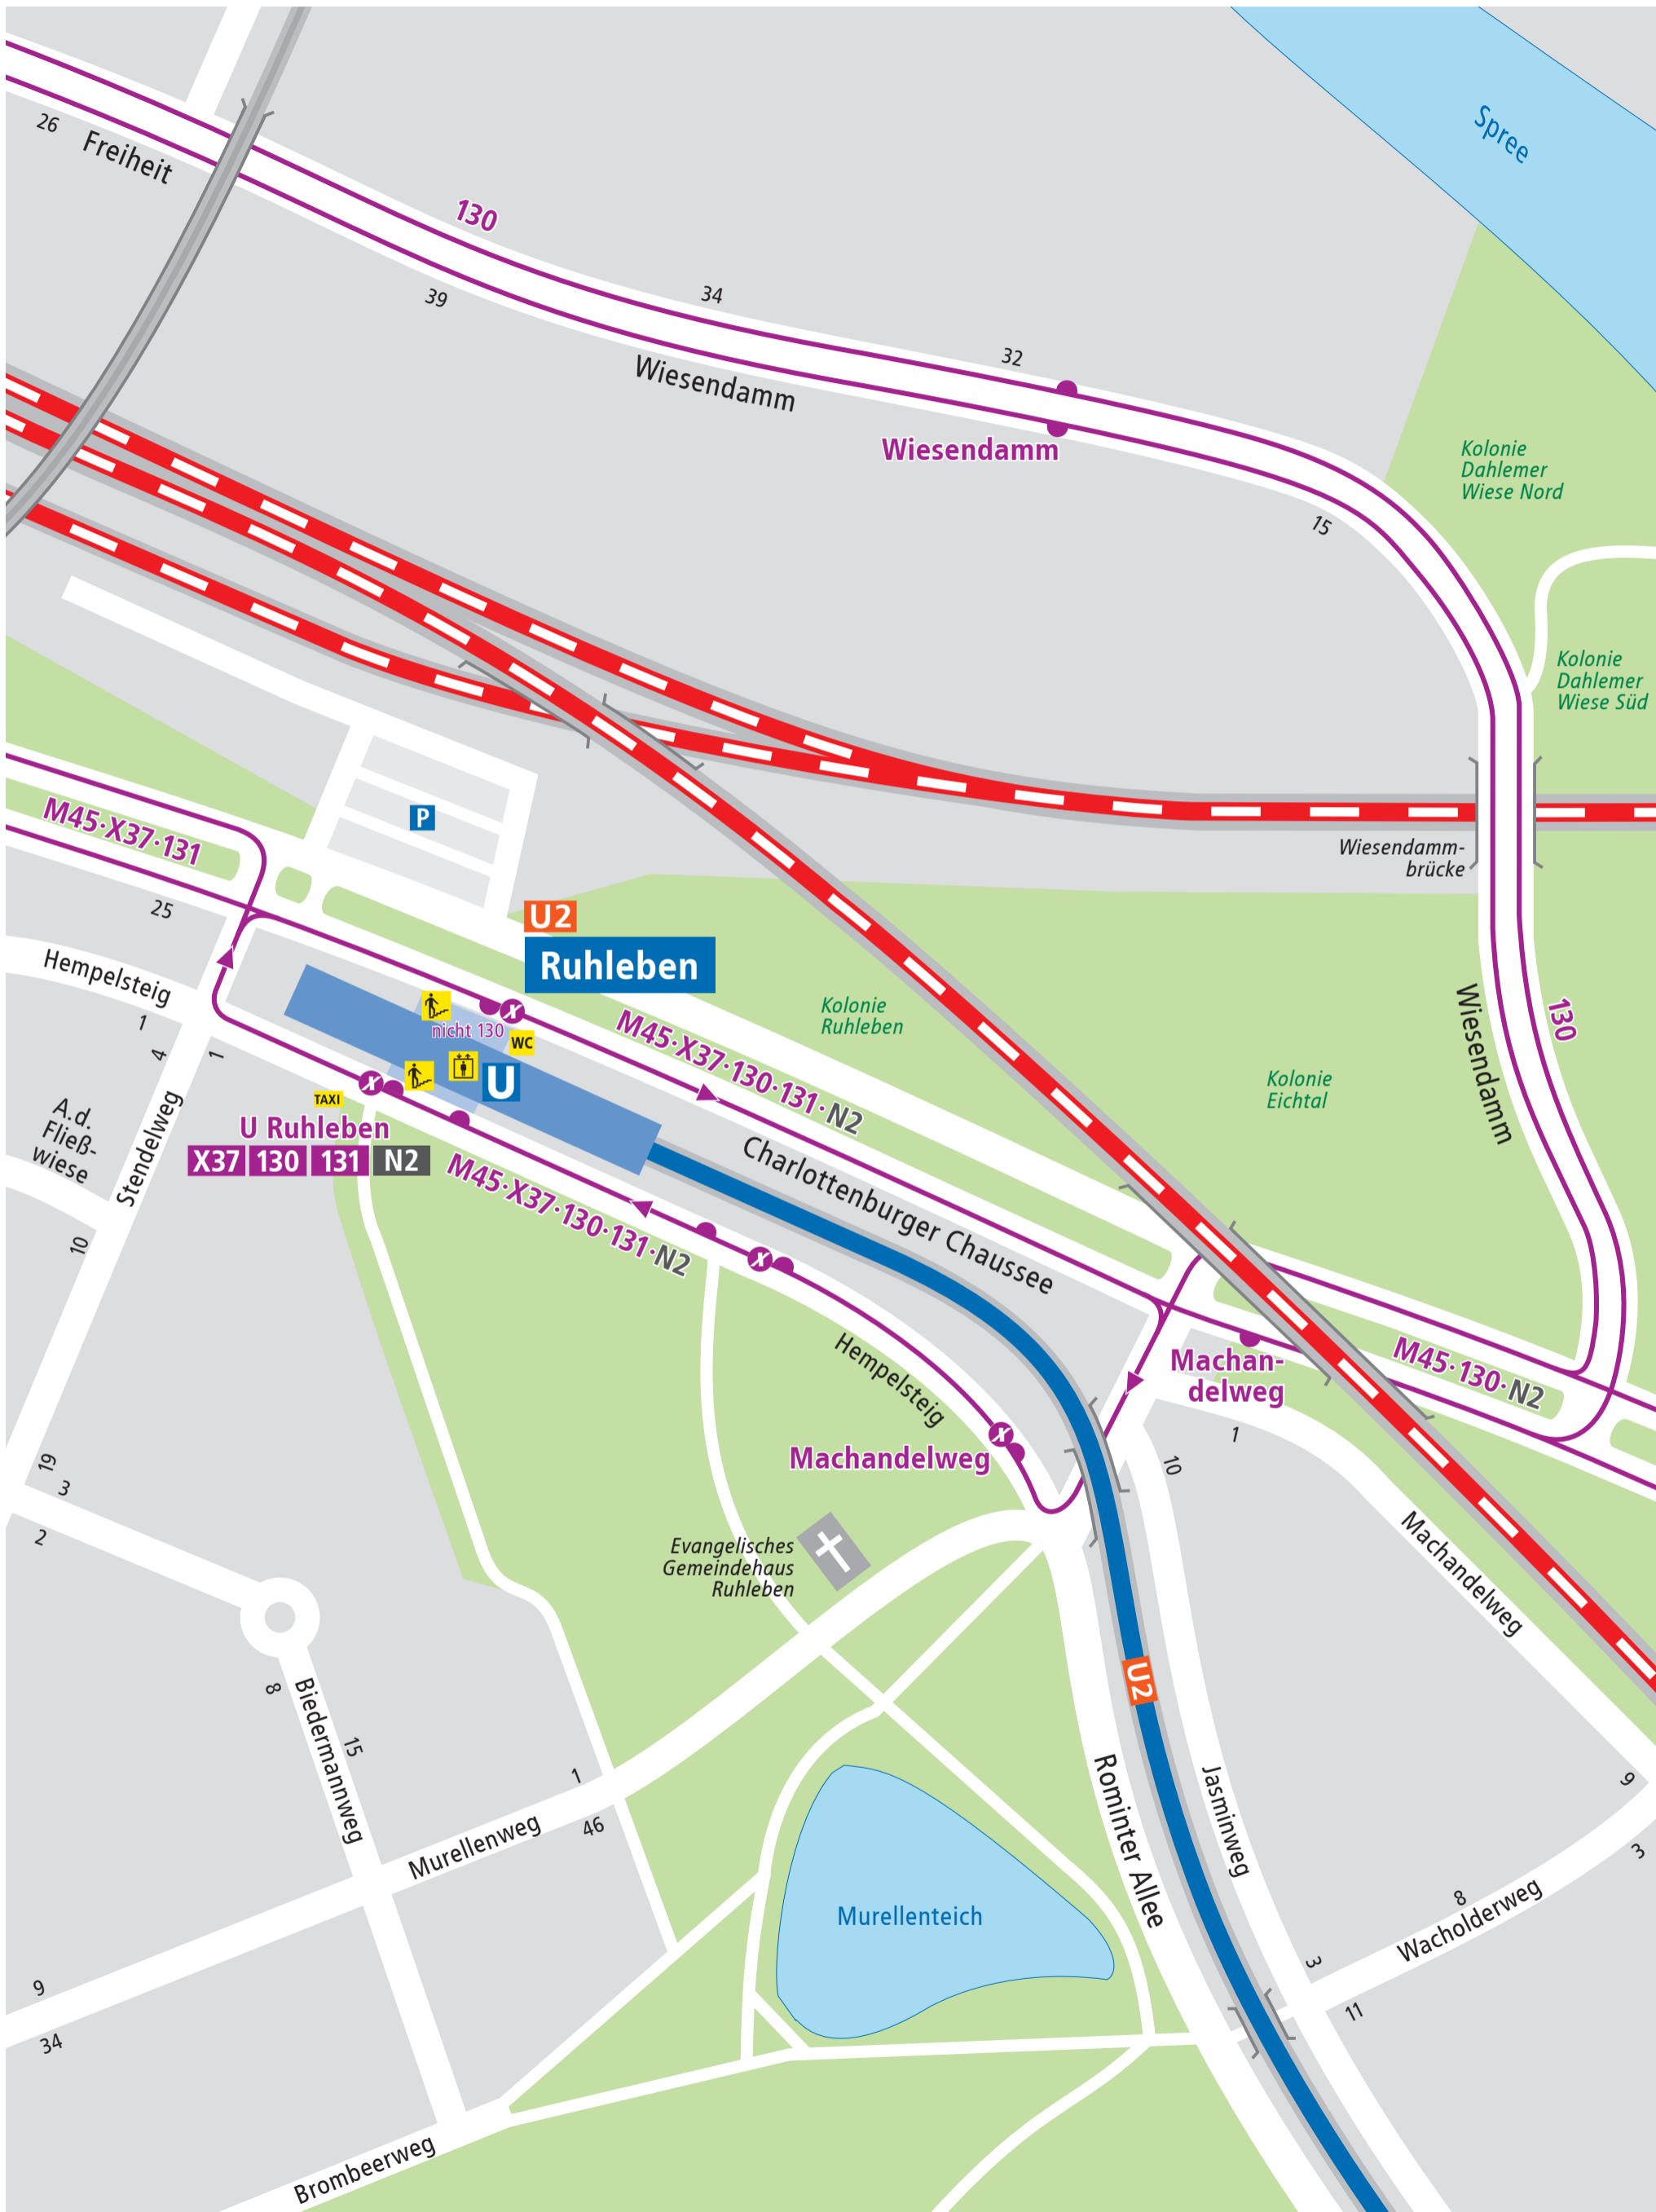 Spree
26
Freiheit
130
39
34
Wiesendamm
32
Wiesendamm
15
Kolonie
Dahlemer
Wiese Nord
Kolonie
Dahlemer
Wiese Süd
M45·X37·131
P
Wiesendamm-
brücke
25
U2
Ruhleben
Hempelsteig
1
4
1
nicht 130
WC
U
TAXI
M45·X37·130·131·N2
Kolonie
Ruhleben
Kolonie
Eichtal
Wiesendamm
130
A.d.
Fließ-
wiese
Stendelweg
U Ruhleben
X37 130 131 N2
M45·X37·130·131·N2
Charlottenburger Chaussee
10
X
X
X
X
Hempelsteig
Machan-
delweg
M45·130·N2
Machandelweg
1
10
19
3
2
Evangelisches
Gemeindehaus
Ruhleben
Machandelweg
U2
8
Biedermannweg
15
1
46
Murellenweg
Rominter Allee
Jasminweg
9
3
8
Wacholderweg
Murellenteich
3
11
9
34
Brombeerweg